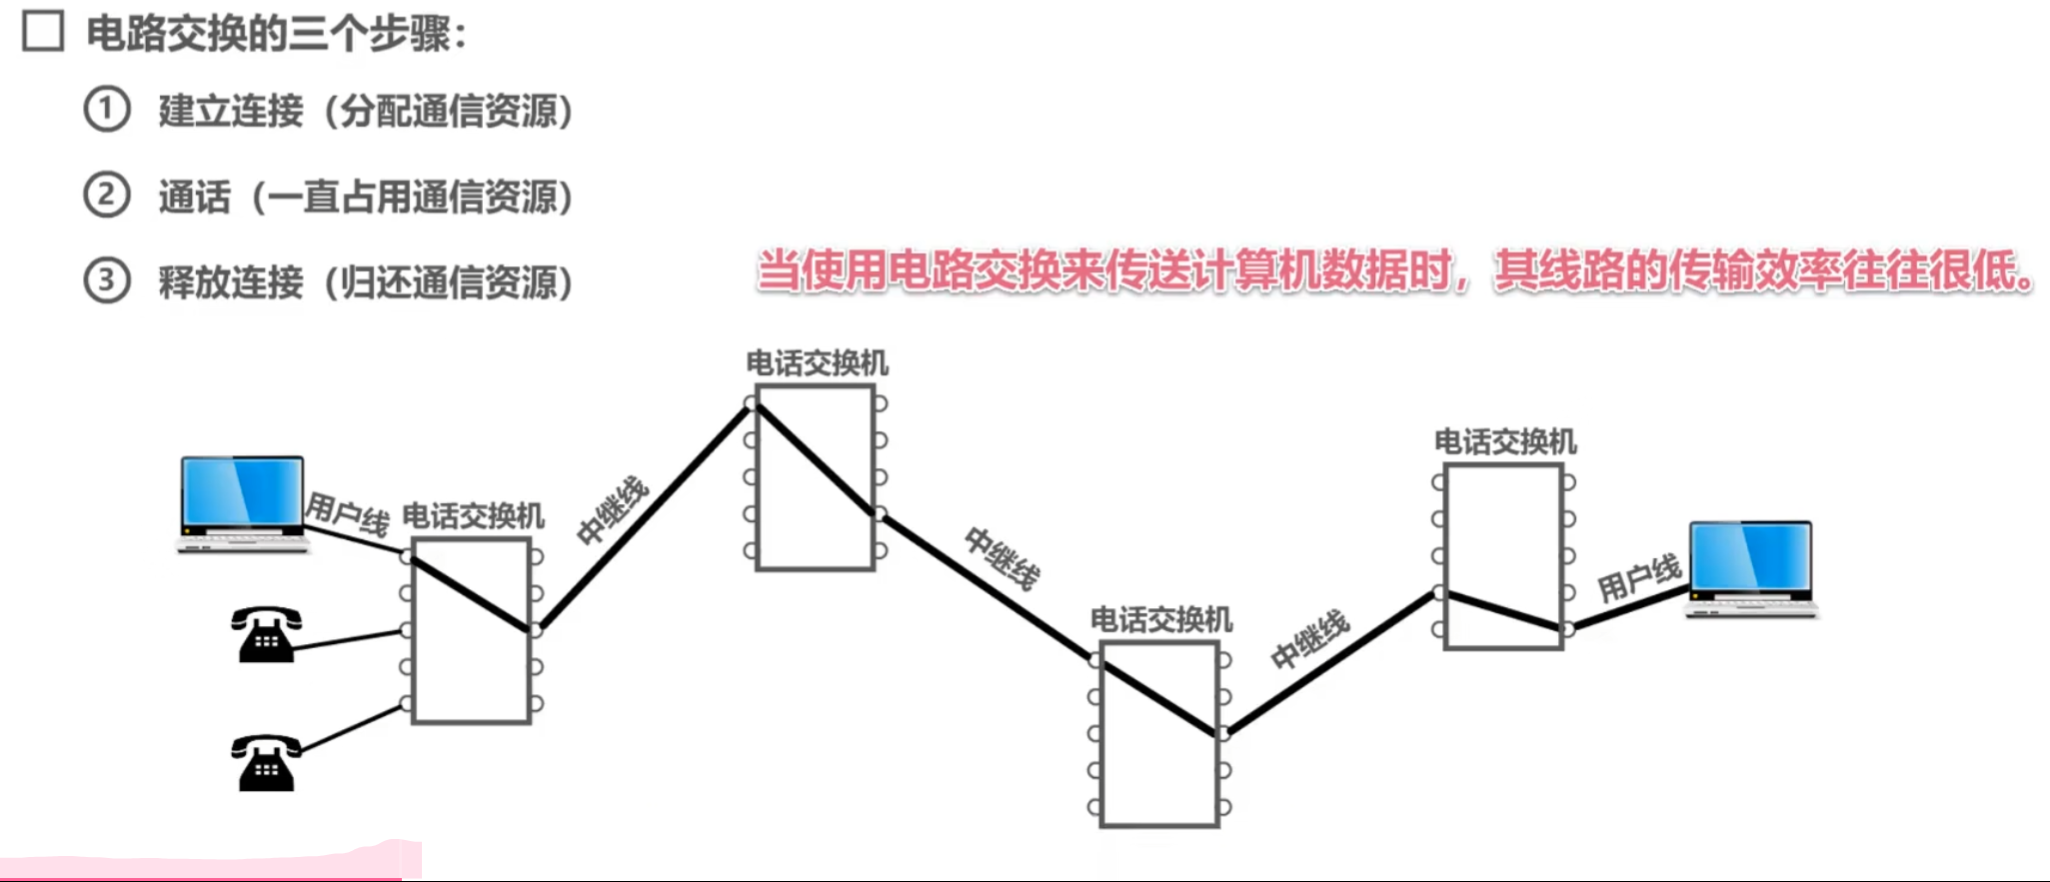 电路交换的三个步骤：
① 建立连接（分配通信资源）
② 通话（一直占用通信资源）
③ 释放连接（归还通信资源）
当使用电路交换来传送计算机数据时，其线路的传输效率往往很低。
电话交换机
电话交换机
用户线
电话交换机
中继线
中继线
用户线
电话交换机
中继线